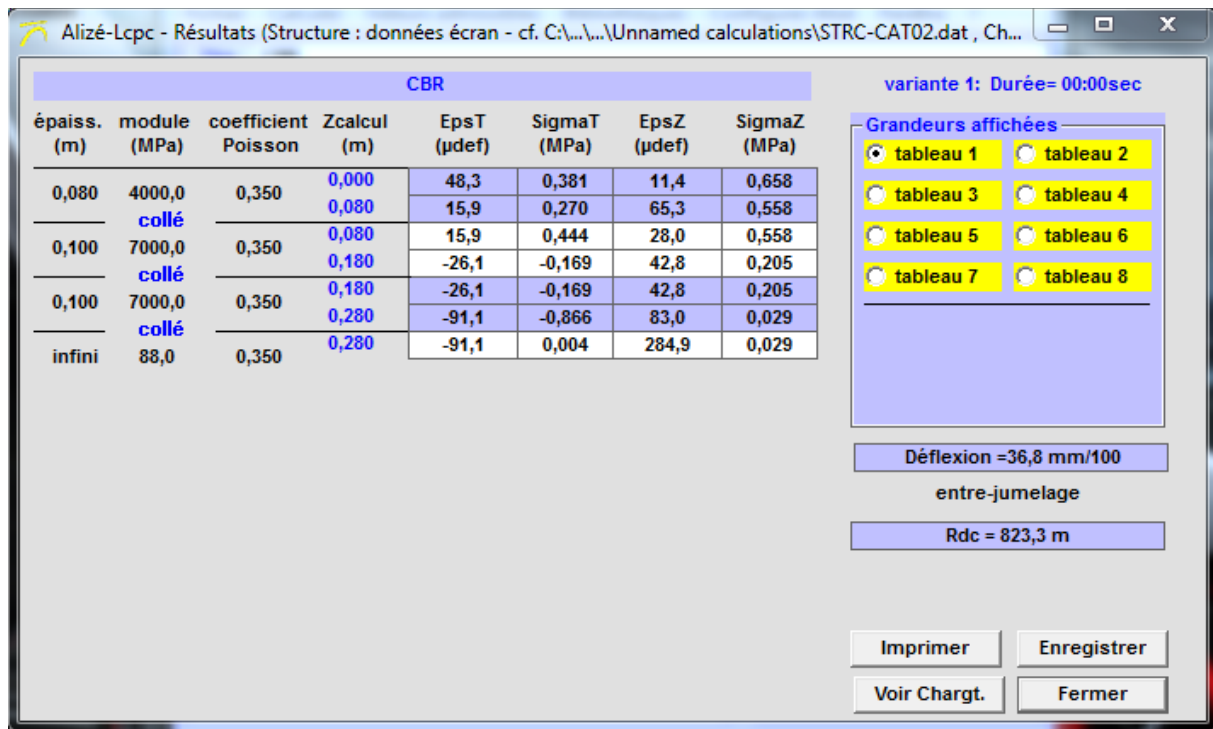 Alizé-Lcpc - Résultats (Structure : données écran - cf. C:\...\...\Unnamed calculations\STRC-CAT02.dat , Ch...
CBR
variante 1: Durée= 00:00sec
épaiss. module coefficient Zcalcul EpsT SigmaT EpsZ SigmaZ
(m) (MPa) Poisson (m) (µdef) (MPa) (µdef) (MPa)
0,080 4000,0 0,350 0,000 48,3 0,381 11,4 0,658
collé 0,080 15,9 0,270 65,3 0,558
0,100 7000,0 0,350 0,080 15,9 0,444 28,0 0,558
collé 0,180 -26,1 -0,169 42,8 0,205
0,100 7000,0 0,350 0,180 -26,1 -0,169 42,8 0,205
collé 0,280 -91,1 -0,866 83,0 0,029
infini 88,0 0,350 0,280 -91,1 0,004 284,9 0,029
Grandeurs affichées
tableau 1 tableau 2
tableau 3 tableau 4
tableau 5 tableau 6
tableau 7 tableau 8
Déflexion =36,8 mm/100
entre-jumelage
Rdc = 823,3 m
Imprimer Enregistrer
Voir Chargt. Fermer